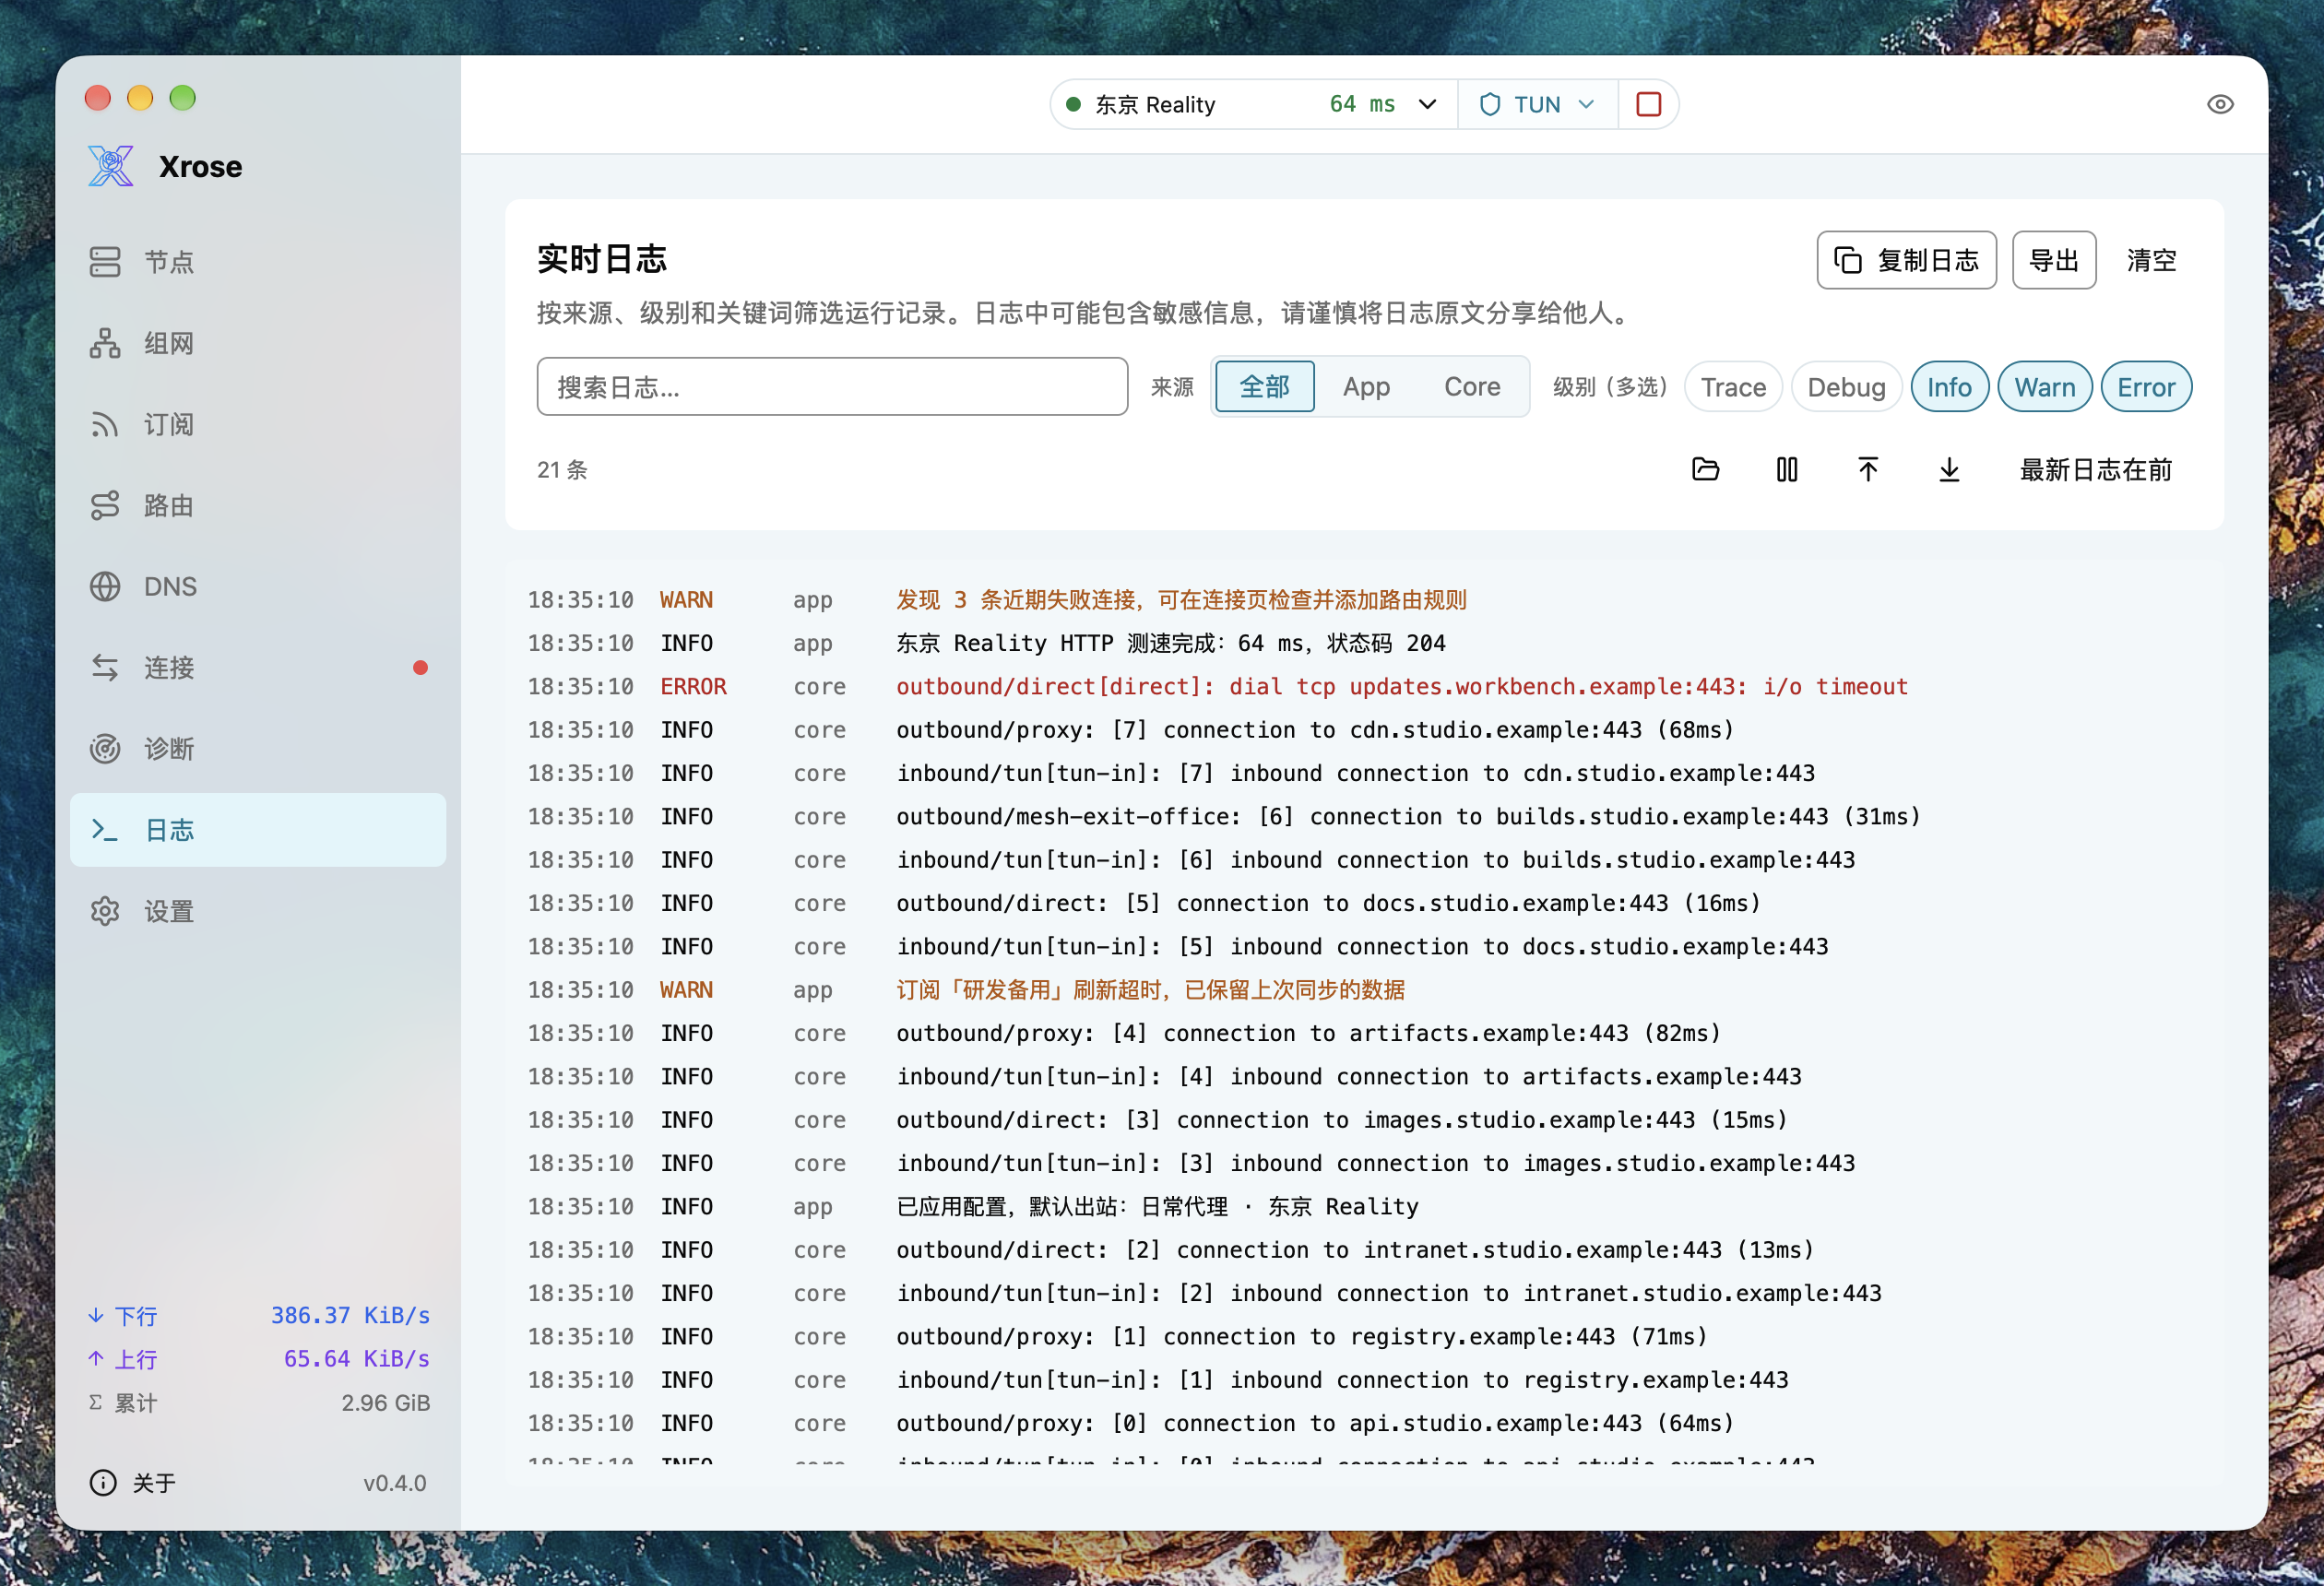 东京 Reality 64 ms TUN
Xrose
节点
组网
订阅
路由
DNS
连接
诊断
日志
设置
↓ 下行 386.37 KiB/s
↑ 上行 65.64 KiB/s
Σ 累计 2.96 GiB
关于 v0.4.0
实时日志
复制日志 导出 清空
按来源、级别和关键词筛选运行记录。日志中可能包含敏感信息，请谨慎将日志原文分享给他人。
搜索日志... 来源 全部 App Core 级别（多选） Trace Debug Info Warn Error
21 条 最新日志在前
18:35:10 WARN app 发现 3 条近期失败连接，可在连接页检查并添加路由规则
18:35:10 INFO app 东京 Reality HTTP 测速完成：64 ms，状态码 204
18:35:10 ERROR core outbound/direct[direct]: dial tcp updates.workbench.example:443: i/o timeout
18:35:10 INFO core outbound/proxy: [7] connection to cdn.studio.example:443 (68ms)
18:35:10 INFO core inbound/tun[tun-in]: [7] inbound connection to cdn.studio.example:443
18:35:10 INFO core outbound/mesh-exit-office: [6] connection to builds.studio.example:443 (31ms)
18:35:10 INFO core inbound/tun[tun-in]: [6] inbound connection to builds.studio.example:443
18:35:10 INFO core outbound/direct: [5] connection to docs.studio.example:443 (16ms)
18:35:10 INFO core inbound/tun[tun-in]: [5] inbound connection to docs.studio.example:443
18:35:10 WARN app 订阅「研发备用」刷新超时，已保留上次同步的数据
18:35:10 INFO core outbound/proxy: [4] connection to artifacts.example:443 (82ms)
18:35:10 INFO core inbound/tun[tun-in]: [4] inbound connection to artifacts.example:443
18:35:10 INFO core outbound/direct: [3] connection to images.studio.example:443 (15ms)
18:35:10 INFO core inbound/tun[tun-in]: [3] inbound connection to images.studio.example:443
18:35:10 INFO app 已应用配置，默认出站：日常代理 · 东京 Reality
18:35:10 INFO core outbound/direct: [2] connection to intranet.studio.example:443 (13ms)
18:35:10 INFO core inbound/tun[tun-in]: [2] inbound connection to intranet.studio.example:443
18:35:10 INFO core outbound/proxy: [1] connection to registry.example:443 (71ms)
18:35:10 INFO core inbound/tun[tun-in]: [1] inbound connection to registry.example:443
18:35:10 INFO core outbound/proxy: [0] connection to api.studio.example:443 (64ms)
18:35:10 INFO core inbound/tun[tun-in]: [0] inbound connection to api.studio.example:443